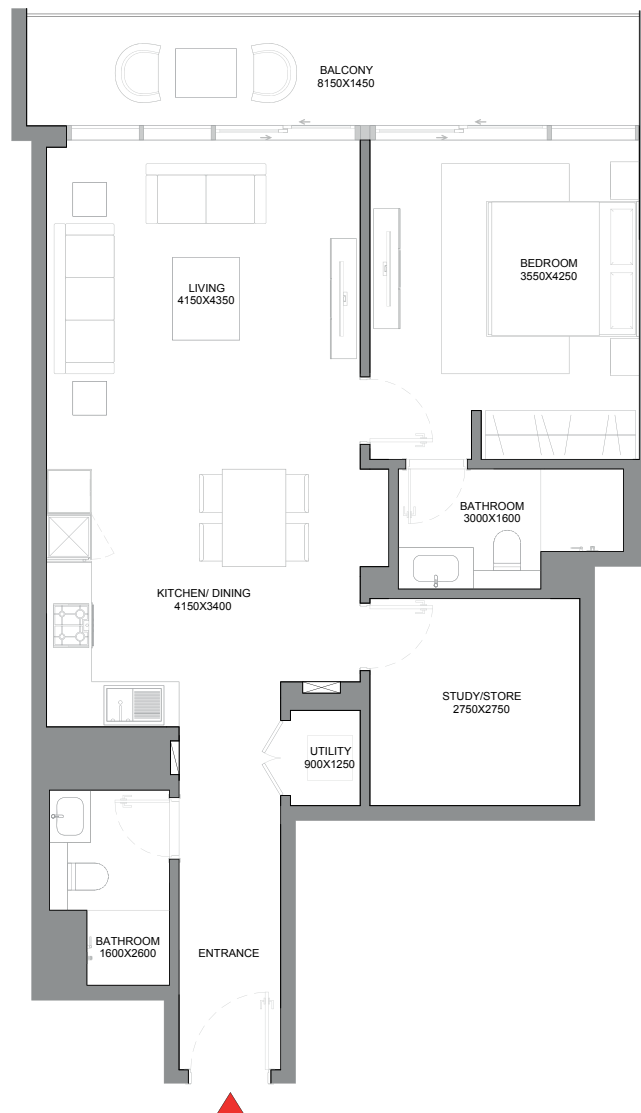 BALCONY
8150X1450
LIVING
4150X4350
BEDROOM
3550X4250
BATHROOM
3000X1600
KITCHEN/ DINING
4150X3400
STUDY/STORE
2750X2750
UTILITY
900X1250
BATHROOM
1600X2600
ENTRANCE